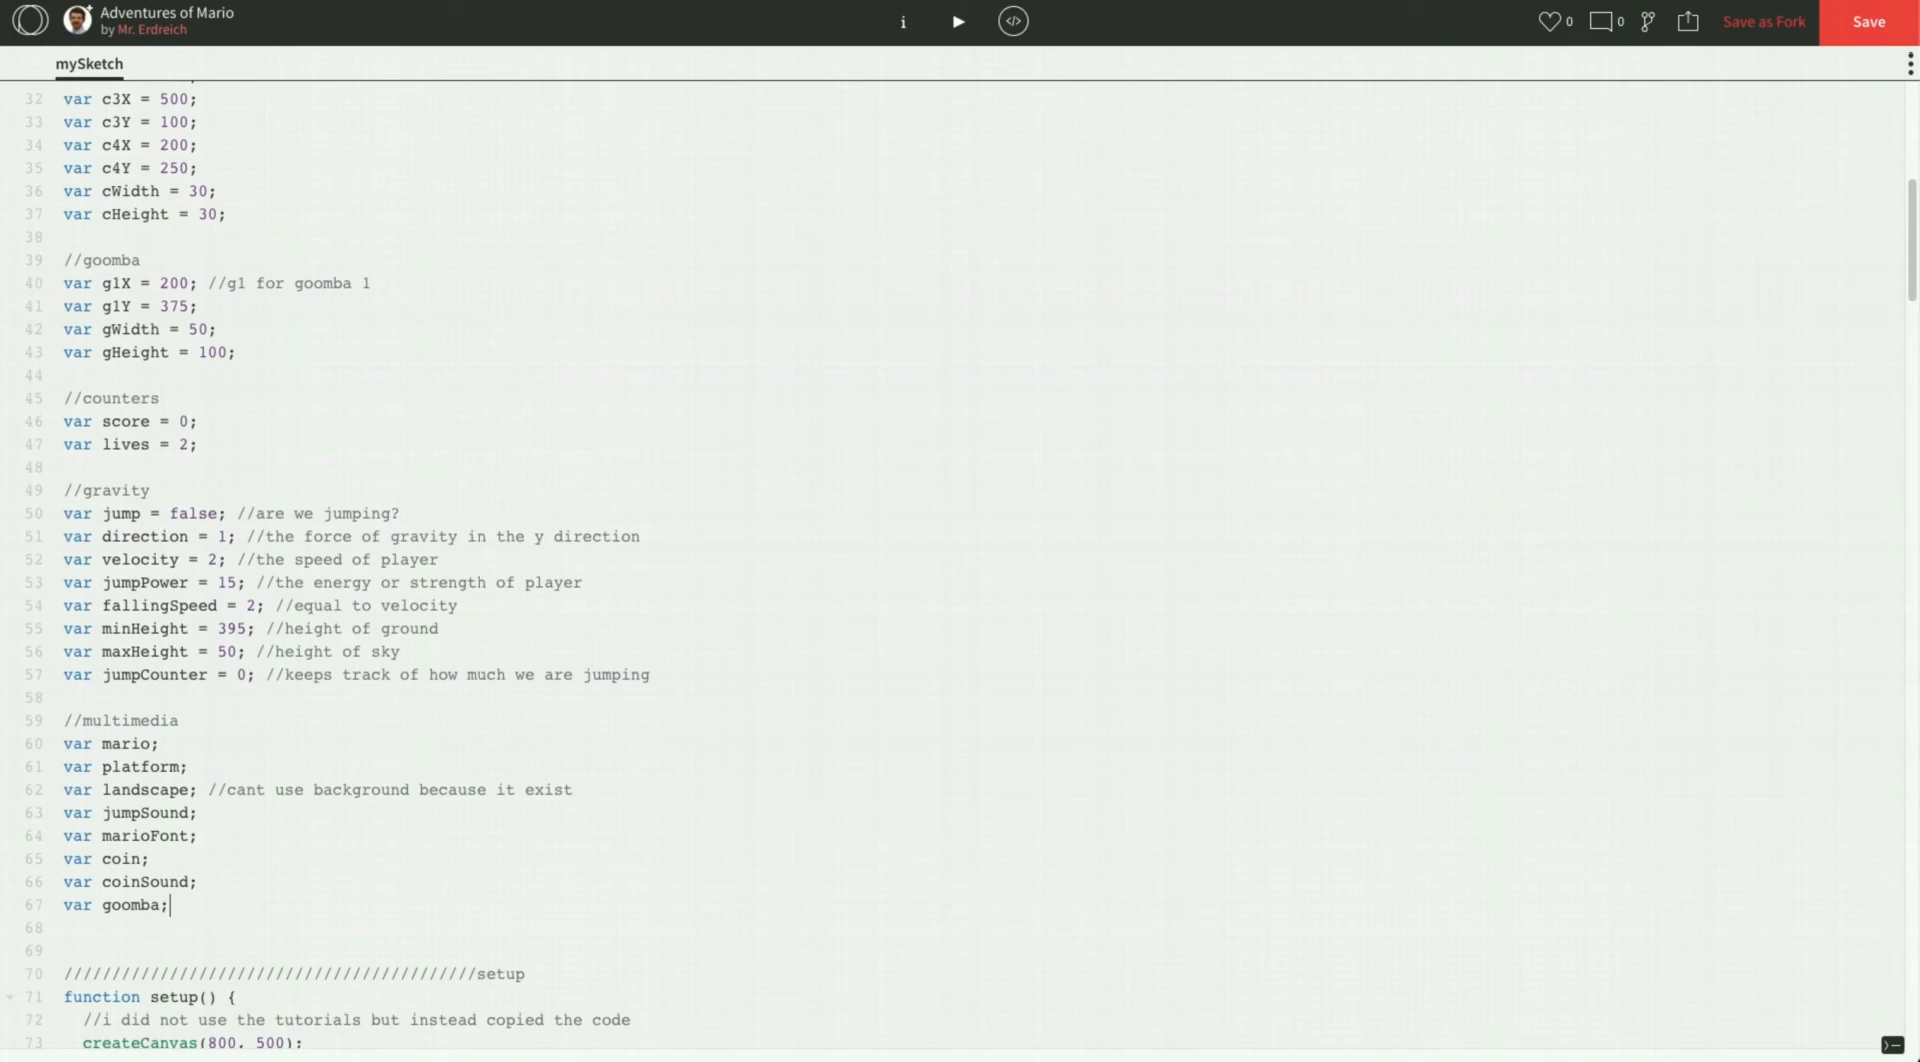 Adventures of Mario
by Mr. Erdreich
i
</>
0
0
Save as Fork
Save
mySketch
32 var c3X = 500;
33 var c3Y = 100;
34 var c4X = 200;
35 var c4Y = 250;
36 var cWidth = 30;
37 var cHeight = 30;
38
39 //goomba
40 var g1X = 200; //g1 for goomba 1
41 var g1Y = 375;
42 var gWidth = 50;
43 var gHeight = 100;
44
45 //counters
46 var score = 0;
47 var lives = 2;
48
49 //gravity
50 var jump = false; //are we jumping?
51 var direction = 1; //the force of gravity in the y direction
52 var velocity = 2; //the speed of player
53 var jumpPower = 15; //the energy or strength of player
54 var fallingSpeed = 2; //equal to velocity
55 var minHeight = 395; //height of ground
56 var maxHeight = 50; //height of sky
57 var jumpCounter = 0; //keeps track of how much we are jumping
58
59 //multimedia
60 var mario;
61 var platform;
62 var landscape; //cant use background because it exist
63 var jumpSound;
64 var marioFont;
65 var coin;
66 var coinSound;
67 var goomba;
68
69
70 ///////////////////////////////////////////setup
71 function setup() {
72 //i did not use the tutorials but instead copied the code
73 createCanvas(800, 500);